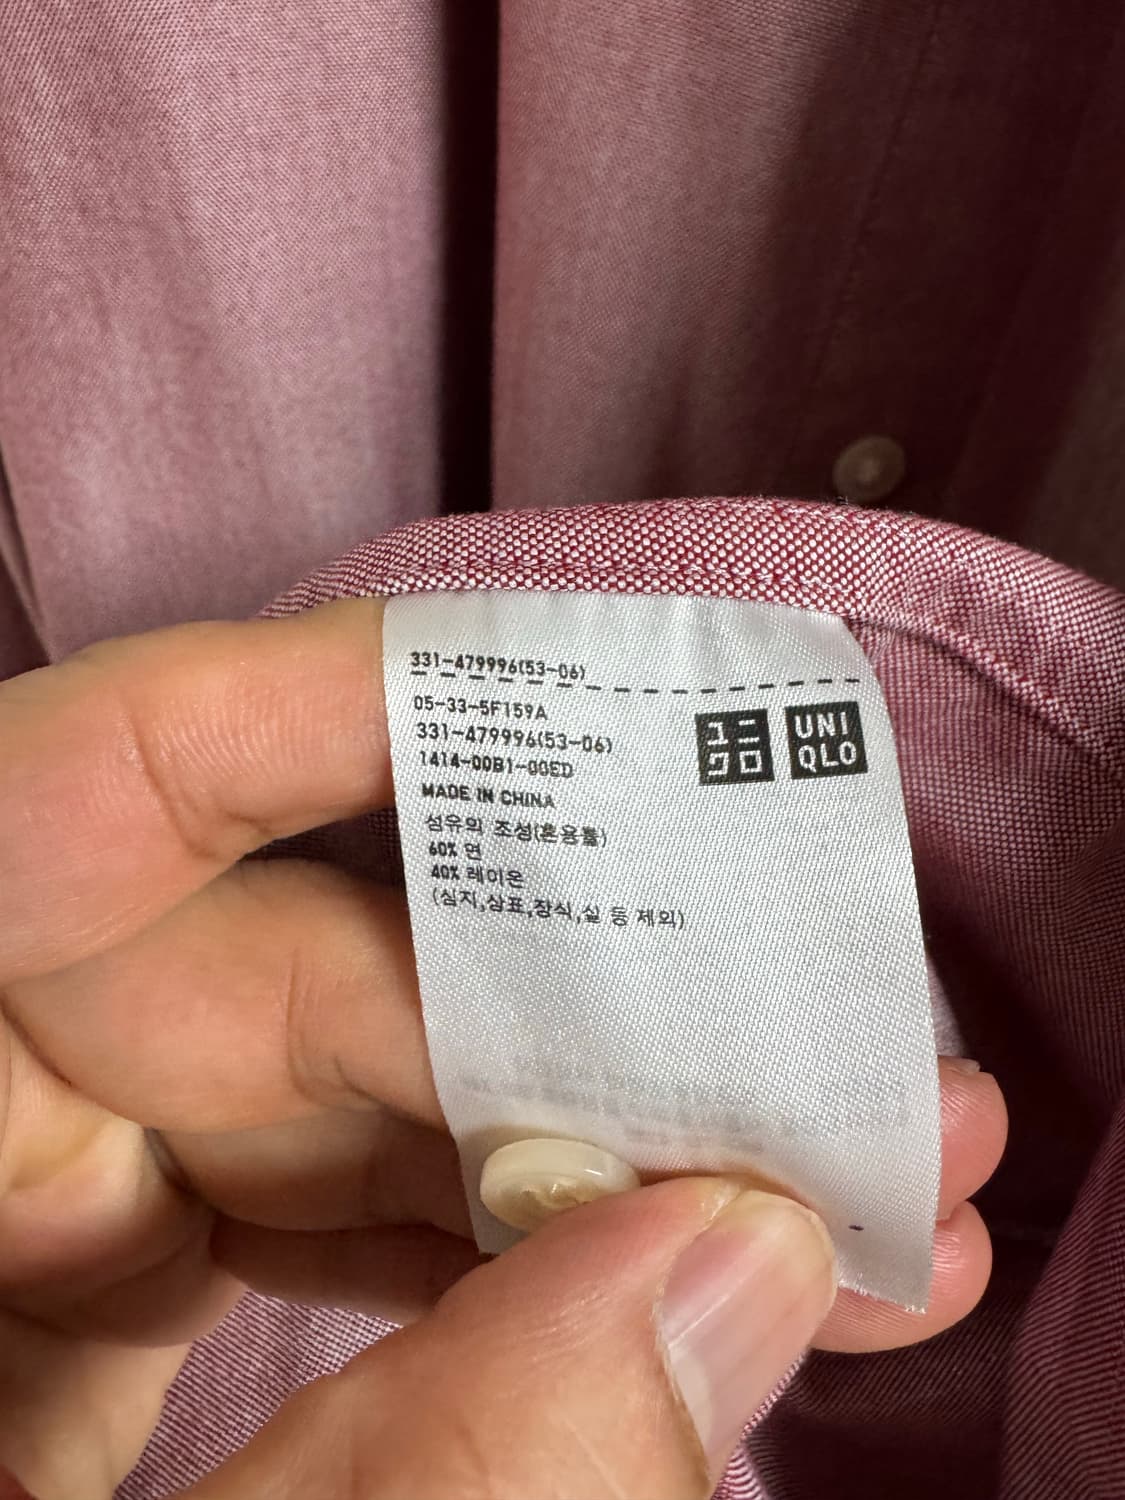 331-479996(53-06)
05-33-5F159A
331-479996(53-06)
1414-00B1-00ED
MADE IN CHINA
섬유의 조성(혼용률)
60% 면
40% 레이온
(심지,상표,장식,실 등 제외)
ユニ
クロ
UNI
QLO